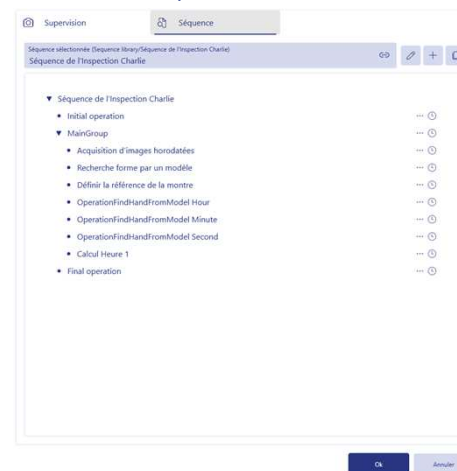 Supervision
Séquence
Séquence sélectionnée (Sequence library/Séquence de l'Inspection Charlie)
Séquence de l'Inspection Charlie
Séquence de l'Inspection Charlie
Initial operation
MainGroup
Acquisition d'images horodatées
Recherche forme par un modèle
Définir la référence de la montre
OperationFindHandFromModel Hour
OperationFindHandFromModel Minute
OperationFindHandFromModel Second
Calcul Heure 1
Final operation
Ok
Annuler